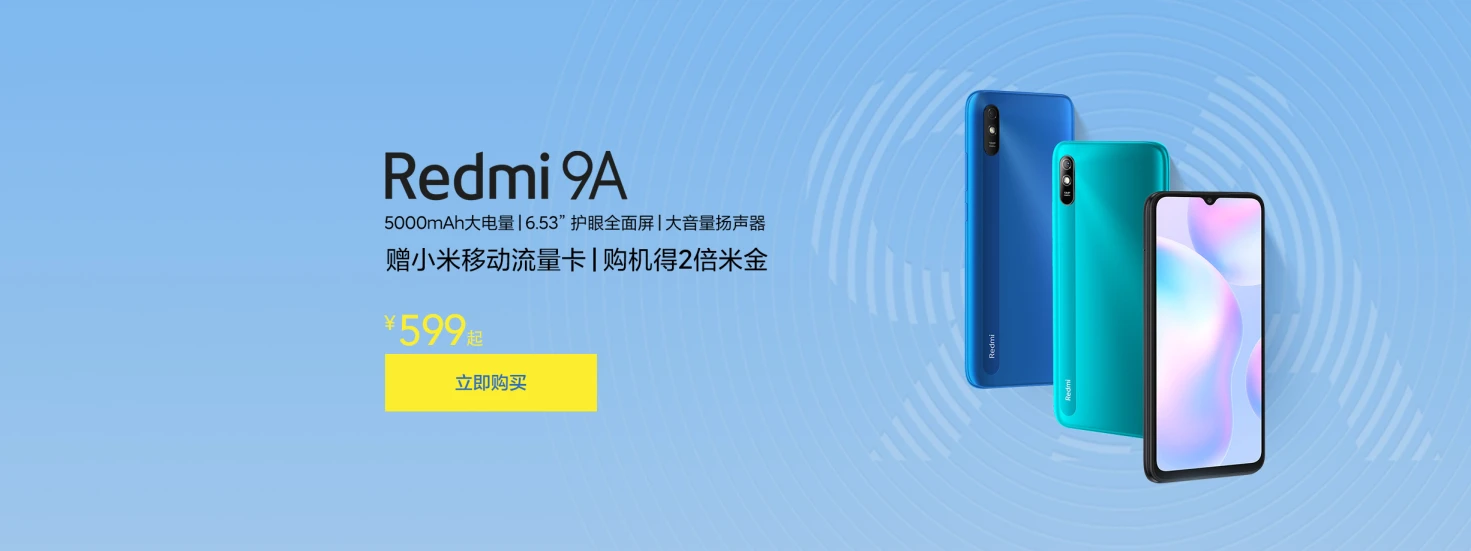 Redmi 9A
5000mAh大电量 | 6.53” 护眼全面屏 | 大音量扬声器
赠小米移动流量卡 | 购机得2倍米金
¥599起
立即购买
Redmi
Redmi